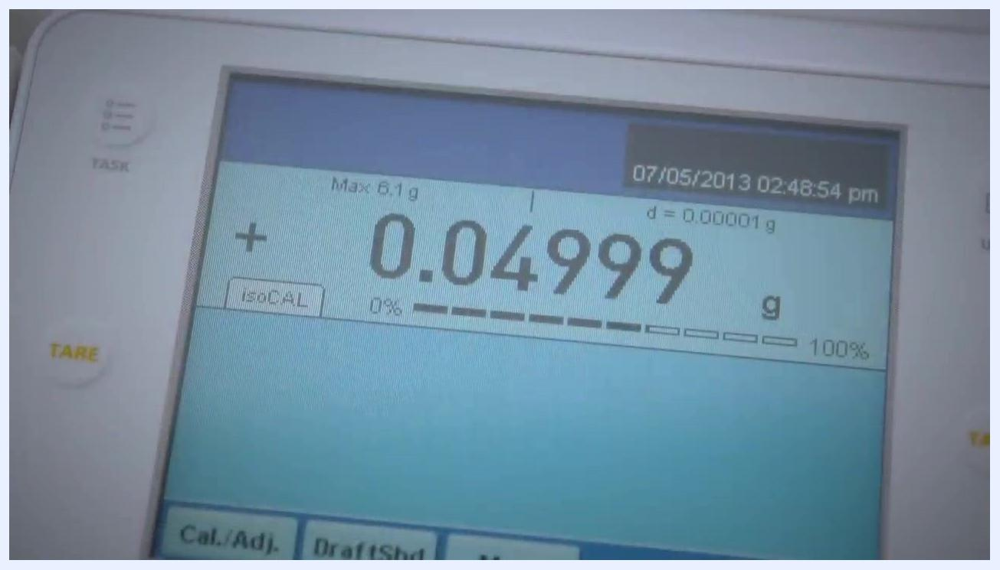 TASK
07/05/2013 02:48:54 pm
Max 6.1 g
d = 0.00001 g
+ 0.04999 g
isoCAL
0% 100%
TARE
Cal./Adj. DraftShd